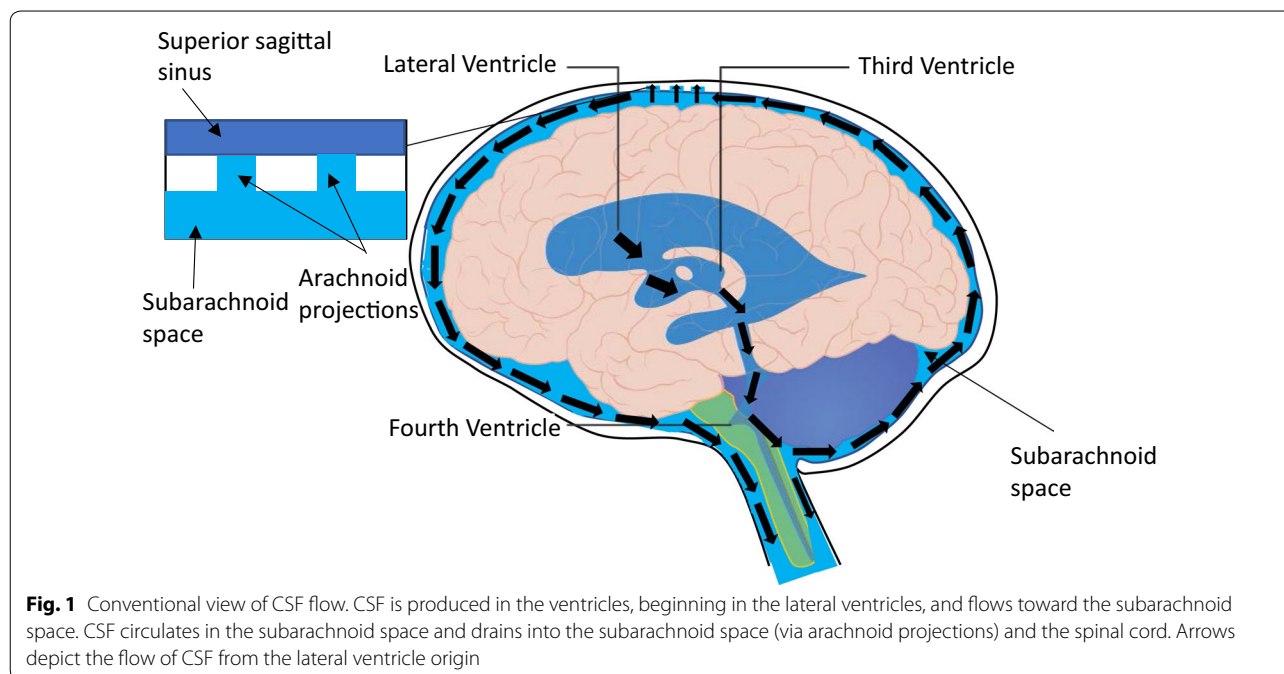 Superior sagittal
sinus
Lateral Ventricle
Third Ventricle
Arachnoid
projections
Subarachnoid
space
Fourth Ventricle
Subarachnoid
space
Fig. 1 Conventional view of CSF flow. CSF is produced in the ventricles, beginning in the lateral ventricles, and flows toward the subarachnoid
space. CSF circulates in the subarachnoid space and drains into the subarachnoid space (via arachnoid projections) and the spinal cord. Arrows
depict the flow of CSF from the lateral ventricle origin